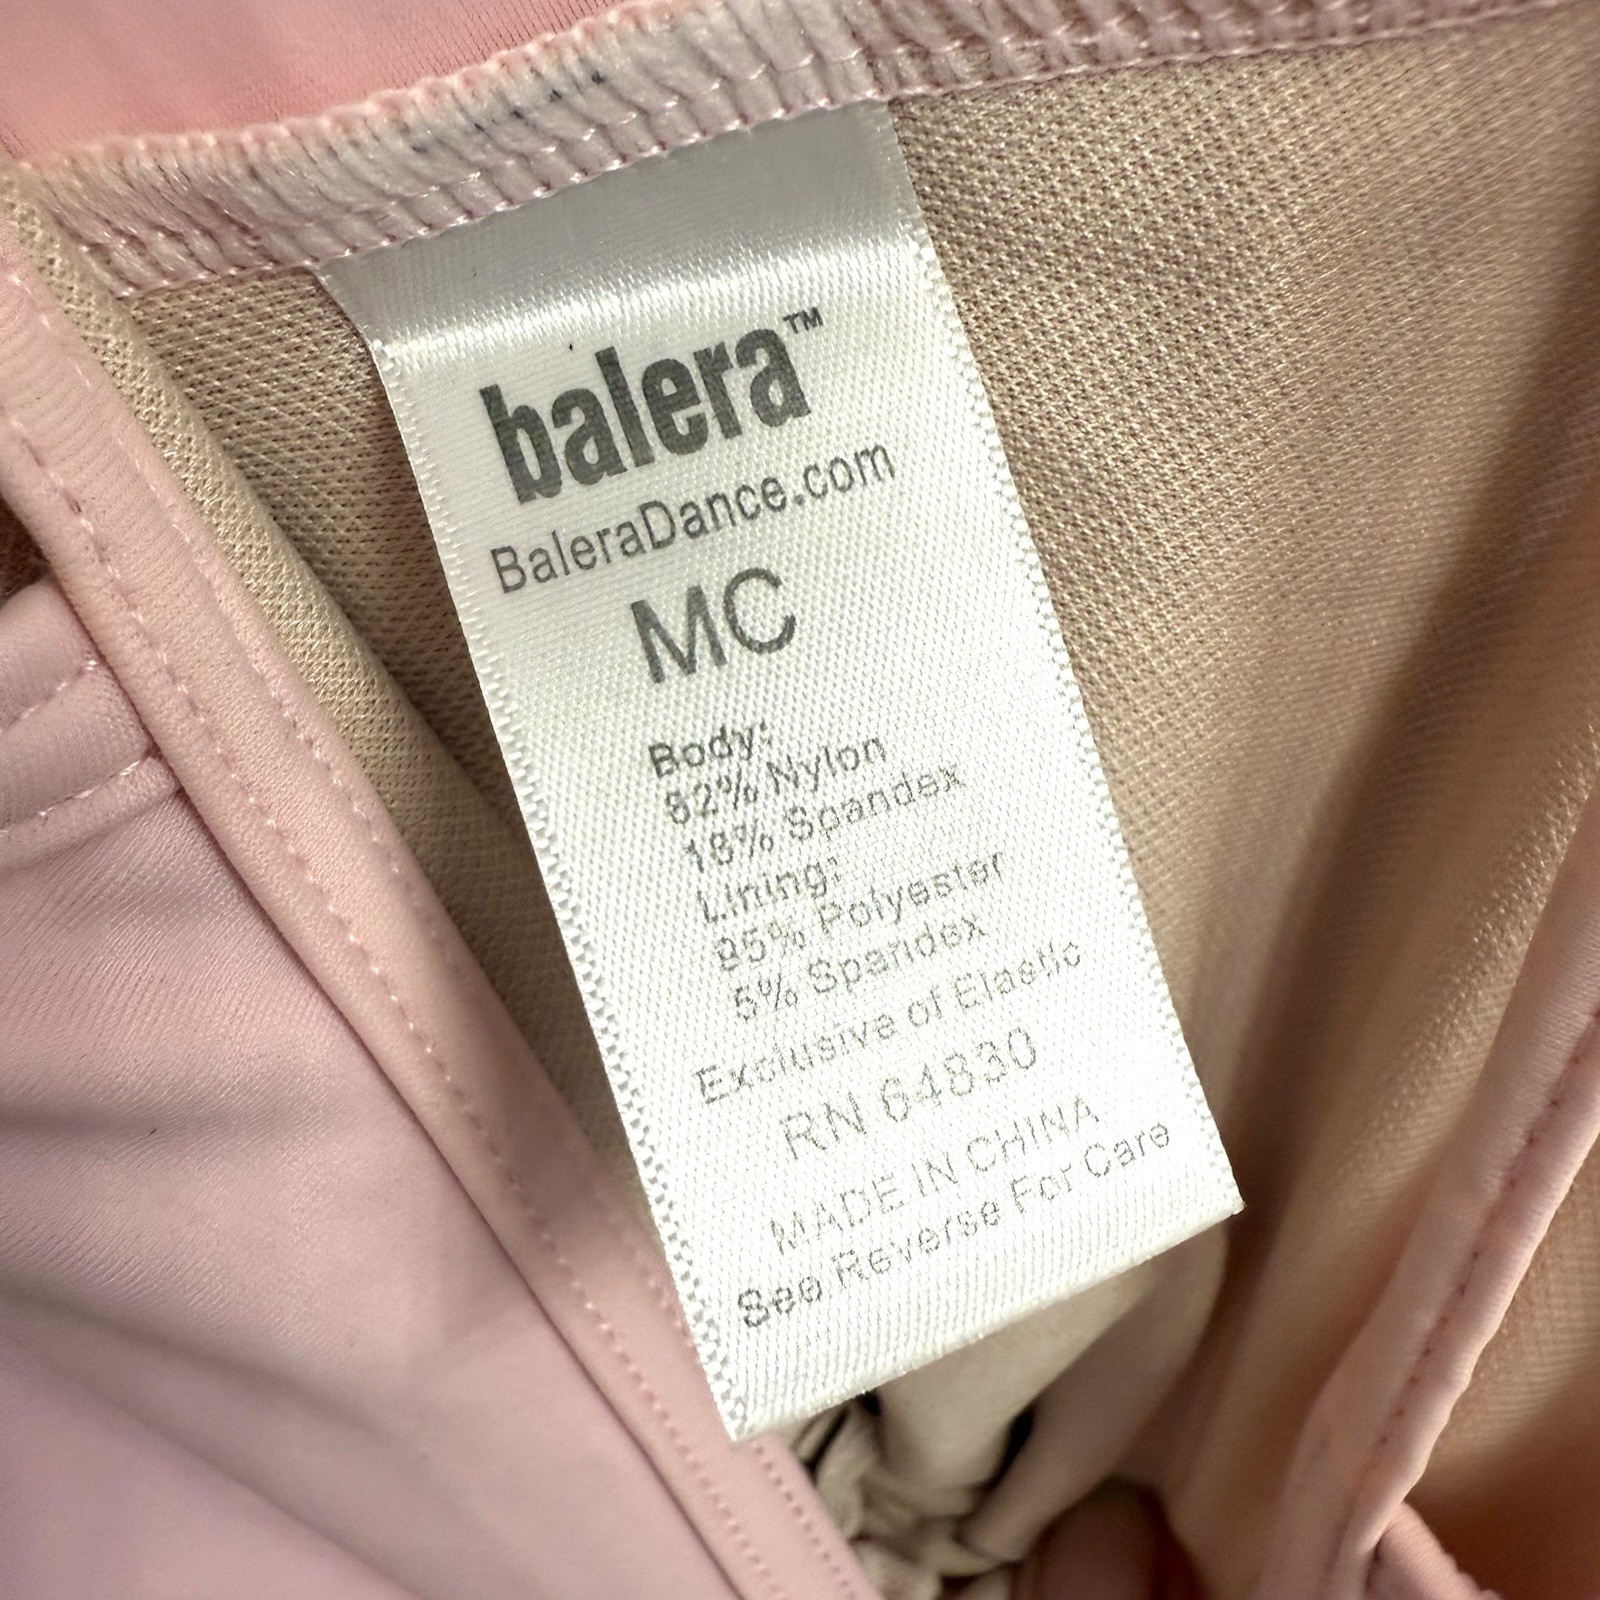 balera™
BaleraDance.com
MC
Body:
82% Nylon
18% Spandex
Lining:
95% Polyester
5% Spandex
Exclusive of Elastic
RN 64830
MADE IN CHINA
See Reverse For Care